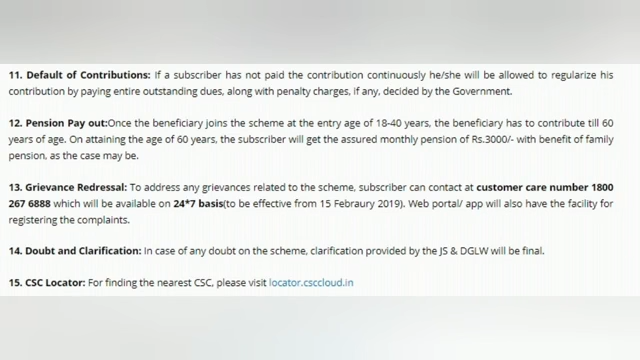 11. Default of Contributions: If a subscriber has not paid the contribution continuously he/she will be allowed to regularize his
contribution by paying entire outstanding dues, along with penalty charges, if any, decided by the Government.
12. Pension Pay out:Once the beneficiary joins the scheme at the entry age of 18-40 years, the beneficiary has to contribute till 60
years of age. On attaining the age of 60 years, the subscriber will get the assured monthly pension of Rs.3000/- with benefit of family
pension, as the case may be.
13. Grievance Redressal: To address any grievances related to the scheme, subscriber can contact at customer care number 1800
267 6888 which will be available on 24*7 basis(to be effective from 15 Febraury 2019). Web portal/ app will also have the facility for
registering the complaints.
14. Doubt and Clarification: In case of any doubt on the scheme, clarification provided by the JS & DGLW will be final.
15. CSC Locator: For finding the nearest CSC, please visit locator.csccloud.in